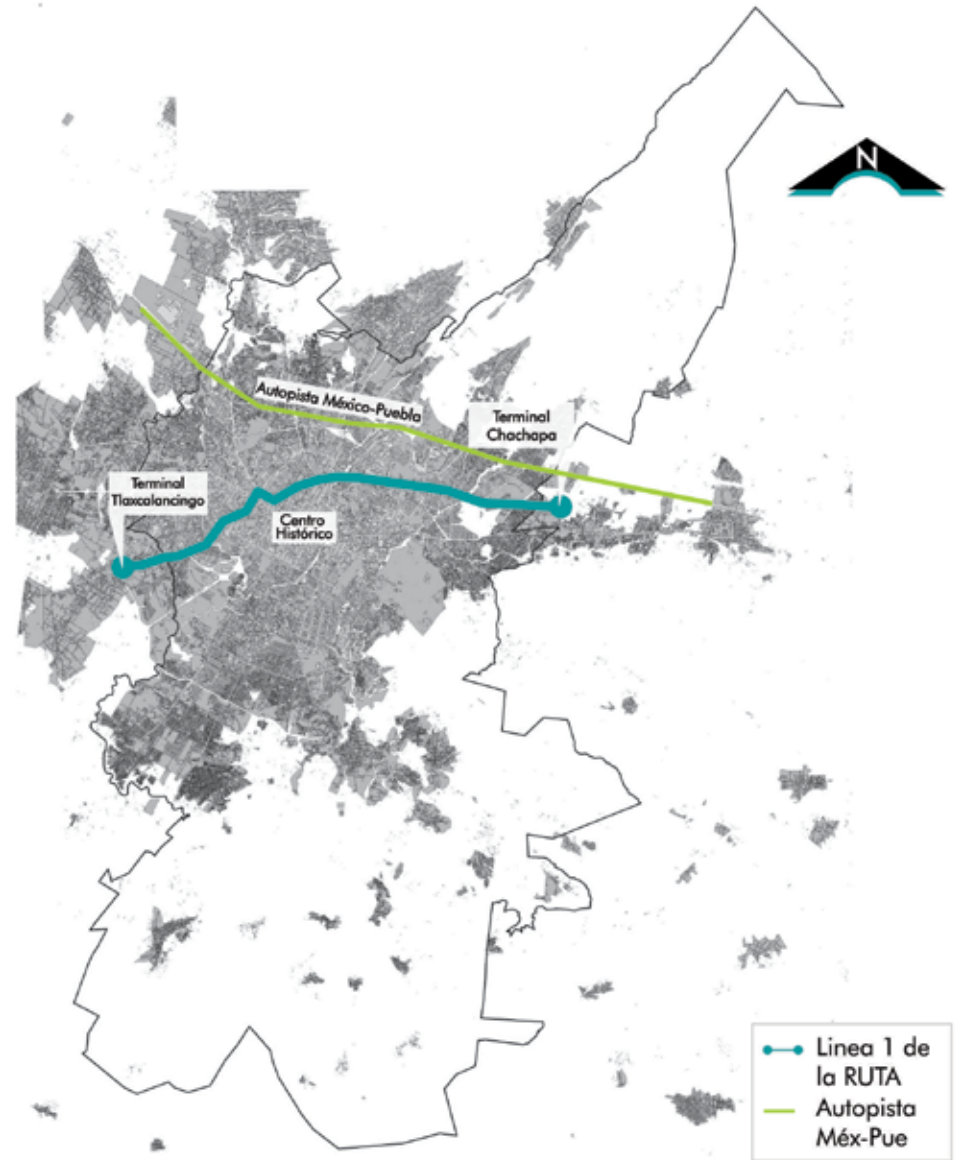 N
Autopista México-Puebla
Terminal
Chachapa
Terminal
Tlaxcalancingo
Centro
Histórico
Linea 1 de
la RUTA
Autopista
Méx-Pue